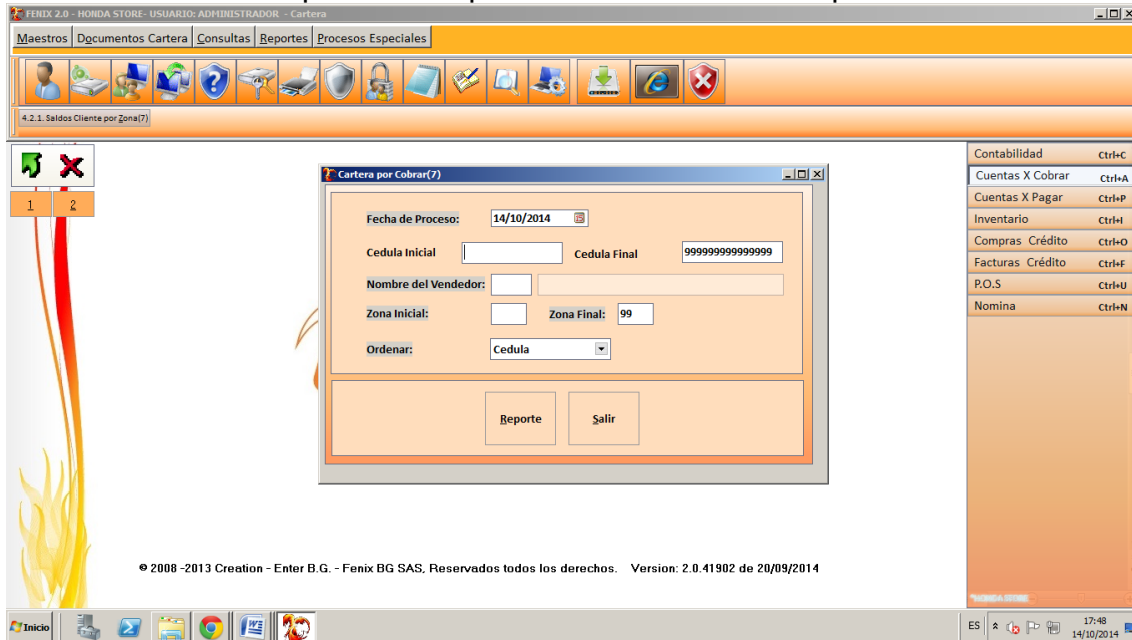 FENIX 2.0 - HONDA STORE- USUARIO: ADMINISTRADOR - Cartera
Maestros Documentos Cartera Consultas Reportes Procesos Especiales
4.2.1. Saldos Cliente por Zona(7)
1 2
Cartera por Cobrar(7)
Fecha de Proceso: 14/10/2014
Cedula Inicial Cedula Final 999999999999999
Nombre del Vendedor:
Zona Inicial: Zona Final: 99
Ordenar: Cedula
Reporte Salir
Contabilidad Ctrl+C
Cuentas X Cobrar Ctrl+A
Cuentas X Pagar Ctrl+P
Inventario Ctrl+I
Compras Crédito Ctrl+O
Facturas Crédito Ctrl+F
P.O.S Ctrl+U
Nomina Ctrl+N
© 2008 -2013 Creation - Enter B.G. - Fenix BG SAS, Reservados todos los derechos. Version: 2.0.41902 de 20/09/2014
"HONDA STORE
Inicio
ES 17:48
14/10/2014